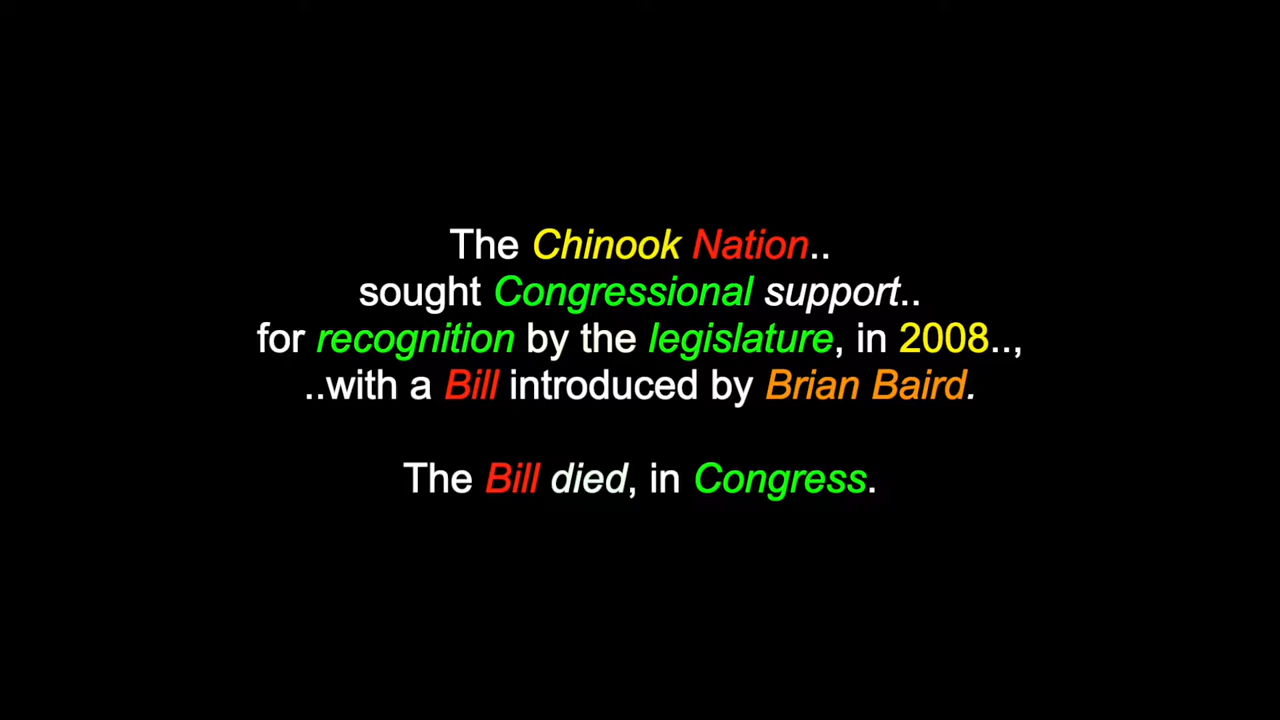 The Chinook Nation..
sought Congressional support..
for recognition by the legislature, in 2008..,
..with a Bill introduced by Brian Baird.
The Bill died, in Congress.